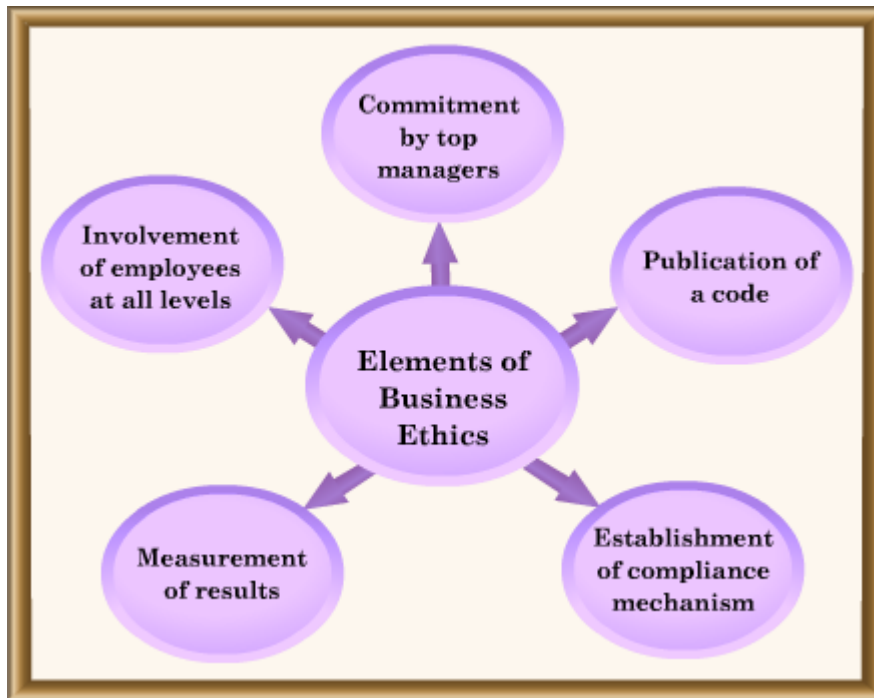 Commitment
by top
managers
Involvement
of employees
at all levels
Publication of
a code
Elements of
Business
Ethics
Measurement
of results
Establishment
of compliance
mechanism